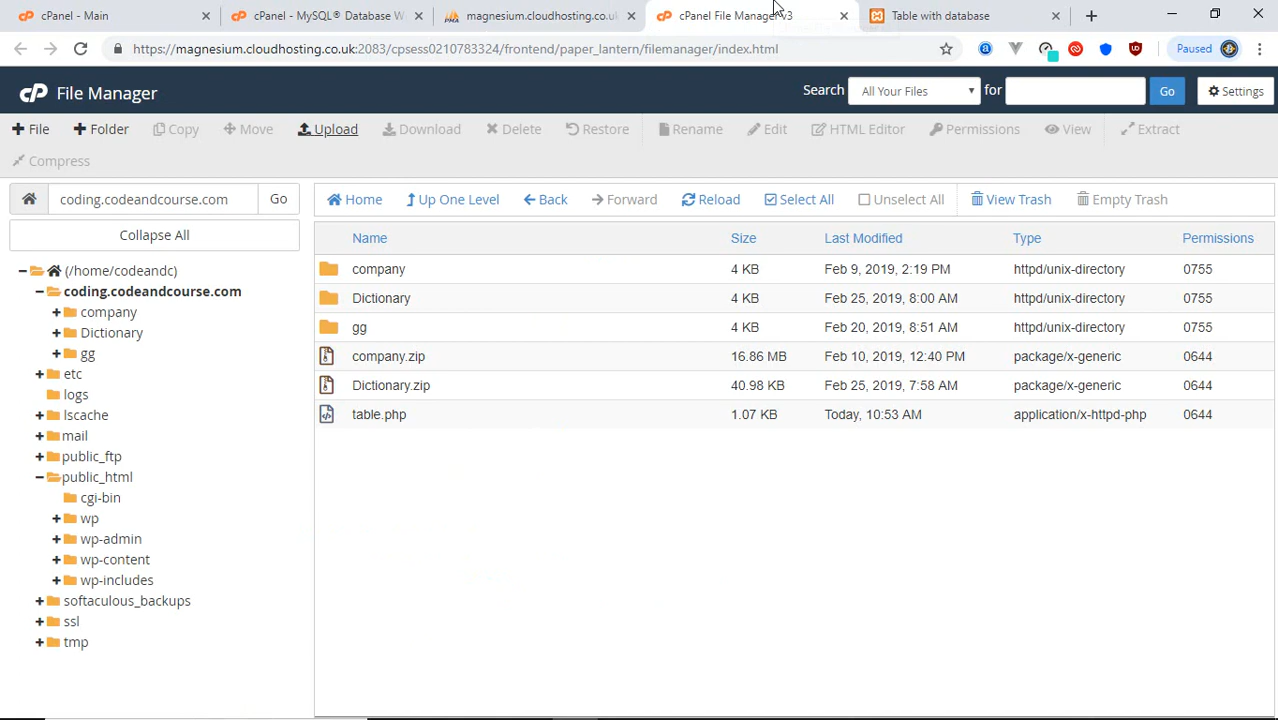 cPanel - Main
cPanel - MySQL® Database W
magnesium.cloudhosting.co.uk
cPanel File Manager v3
Table with database
https://magnesium.cloudhosting.co.uk:2083/cpsess0210783324/frontend/paper_lantern/filemanager/index.html
Paused
cP File Manager
Search All Your Files for Go Settings
File Folder Copy Move Upload Download Delete Restore Rename Edit HTML Editor Permissions View Extract
Compress
coding.codeandcourse.com Go
Home Up One Level Back Forward Reload Select All Unselect All View Trash Empty Trash
Collapse All
(/home/codeandc)
coding.codeandcourse.com
company
Dictionary
gg
etc
logs
lscache
mail
public_ftp
public_html
cgi-bin
wp
wp-admin
wp-content
wp-includes
softaculous_backups
ssl
tmp
Name Size Last Modified Type Permissions
company 4 KB Feb 9, 2019, 2:19 PM httpd/unix-directory 0755
Dictionary 4 KB Feb 25, 2019, 8:00 AM httpd/unix-directory 0755
gg 4 KB Feb 20, 2019, 8:51 AM httpd/unix-directory 0755
company.zip 16.86 MB Feb 10, 2019, 12:40 PM package/x-generic 0644
Dictionary.zip 40.98 KB Feb 25, 2019, 7:58 AM package/x-generic 0644
table.php 1.07 KB Today, 10:53 AM application/x-httpd-php 0644